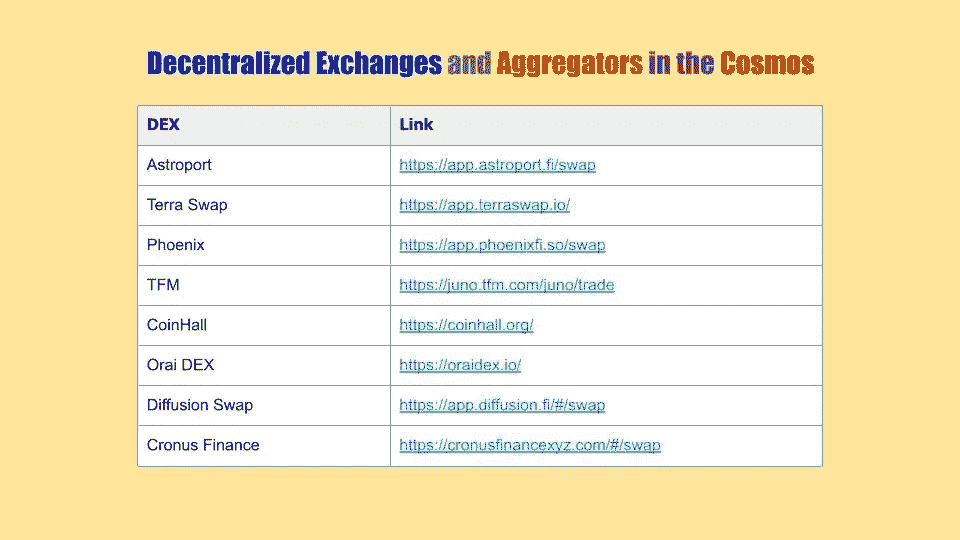 Decentralized Exchanges and Aggregators in the Cosmos
DEX Link
Astroport https://app.astroport.fi/swap
Terra Swap https://app.terraswap.io/
Phoenix https://app.phoenixfi.so/swap
TFM https://juno.tfm.com/juno/trade
CoinHall https://coinhall.org/
Orai DEX https://oraidex.io/
Diffusion Swap https://app.diffusion.fi/#/swap
Cronus Finance https://cronusfinancexyz.com/#/swap